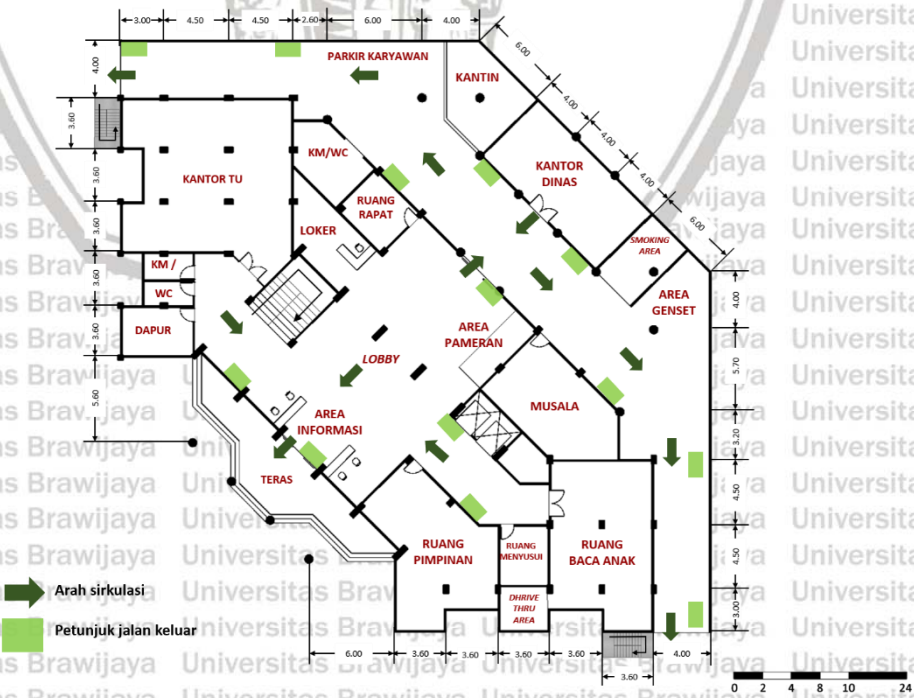 3.00
4.50
4.50
2.60
6.00
4.00
PARKIR KARYAWAN
KANTIN
6.00
4.00
4.00
4.00
6.00
4.00
3.60
3.60
3.60
3.60
3.60
5.60
KANTOR TU
KM/WC
RUANG
RAPAT
KANTOR
DINAS
LOKER
SMOKING
AREA
KM /
WC
DAPUR
AREA
GENSET
AREA
PAMERAN
LOBBY
MUSALA
AREA
INFORMASI
TERAS
RUANG
PIMPINAN
RUANG
MENYUSUI
RUANG
BACA ANAK
DHRIVE
THRU
AREA
4.00
5.70
3.20
4.50
4.50
3.00
Arah sirkulasi
Petunjuk jalan keluar
6.00
3.60
3.60
3.60
3.60
4.00
3.60
0 2 4 8 10 24
Universitas Brawijaya